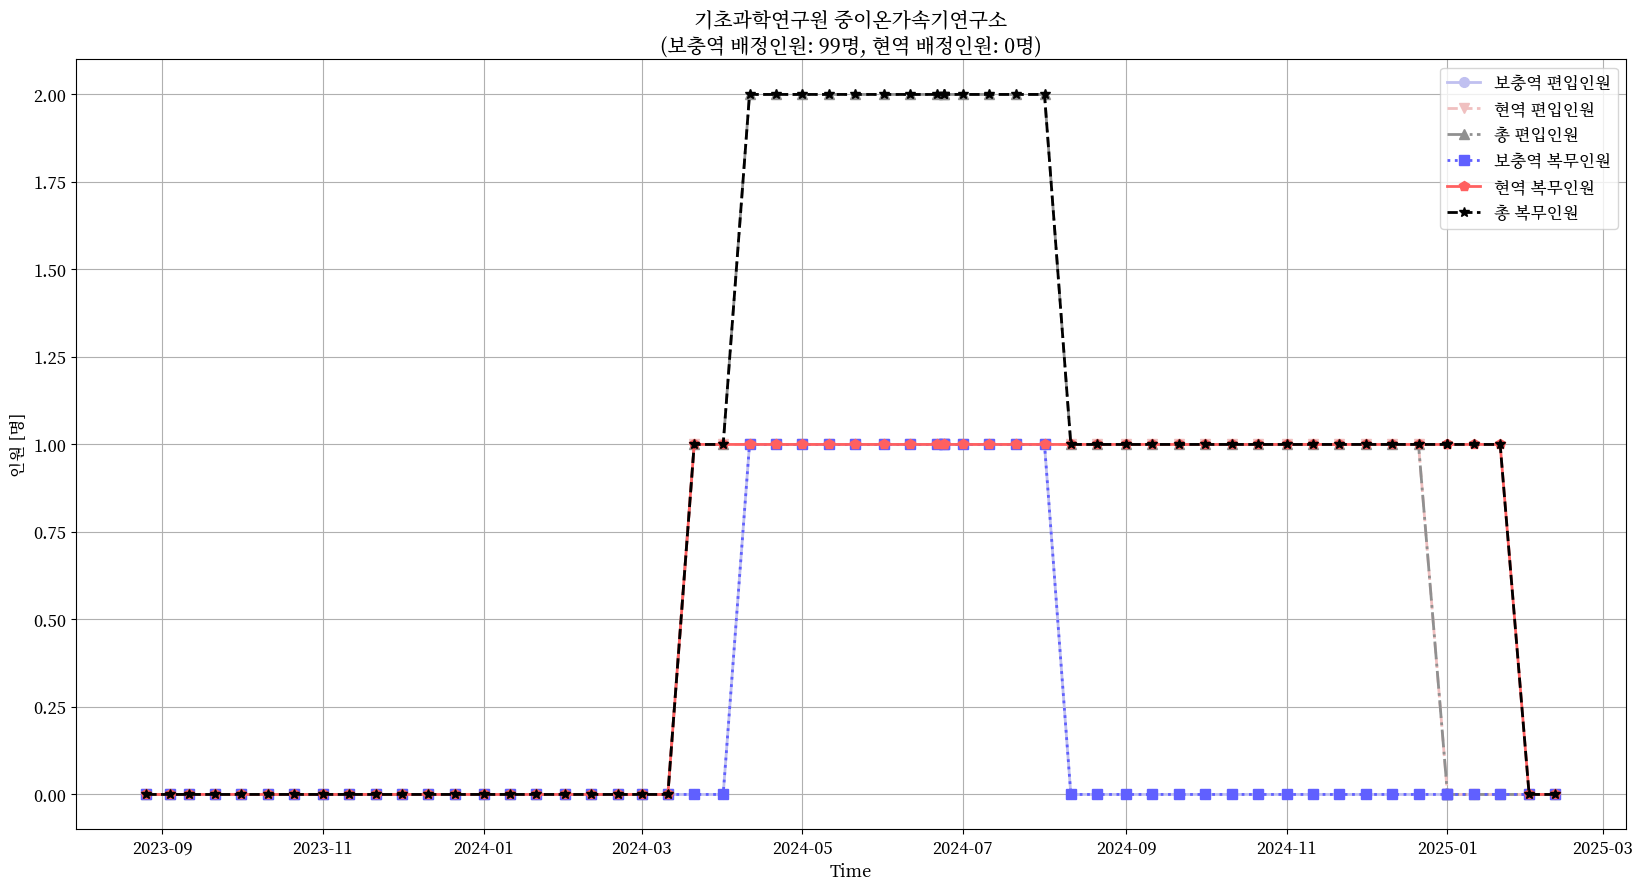 기초과학연구원 중이온가속기연구소
(보충역 배정인원: 99명, 현역 배정인원: 0명)
인원 [명]
2.00
1.75
1.50
1.25
1.00
0.75
0.50
0.25
0.00
보충역 편입인원
현역 편입인원
총 편입인원
보충역 복무인원
현역 복무인원
총 복무인원
2023-09 2023-11 2024-01 2024-03 2024-05 2024-07 2024-09 2024-11 2025-01 2025-03
Time